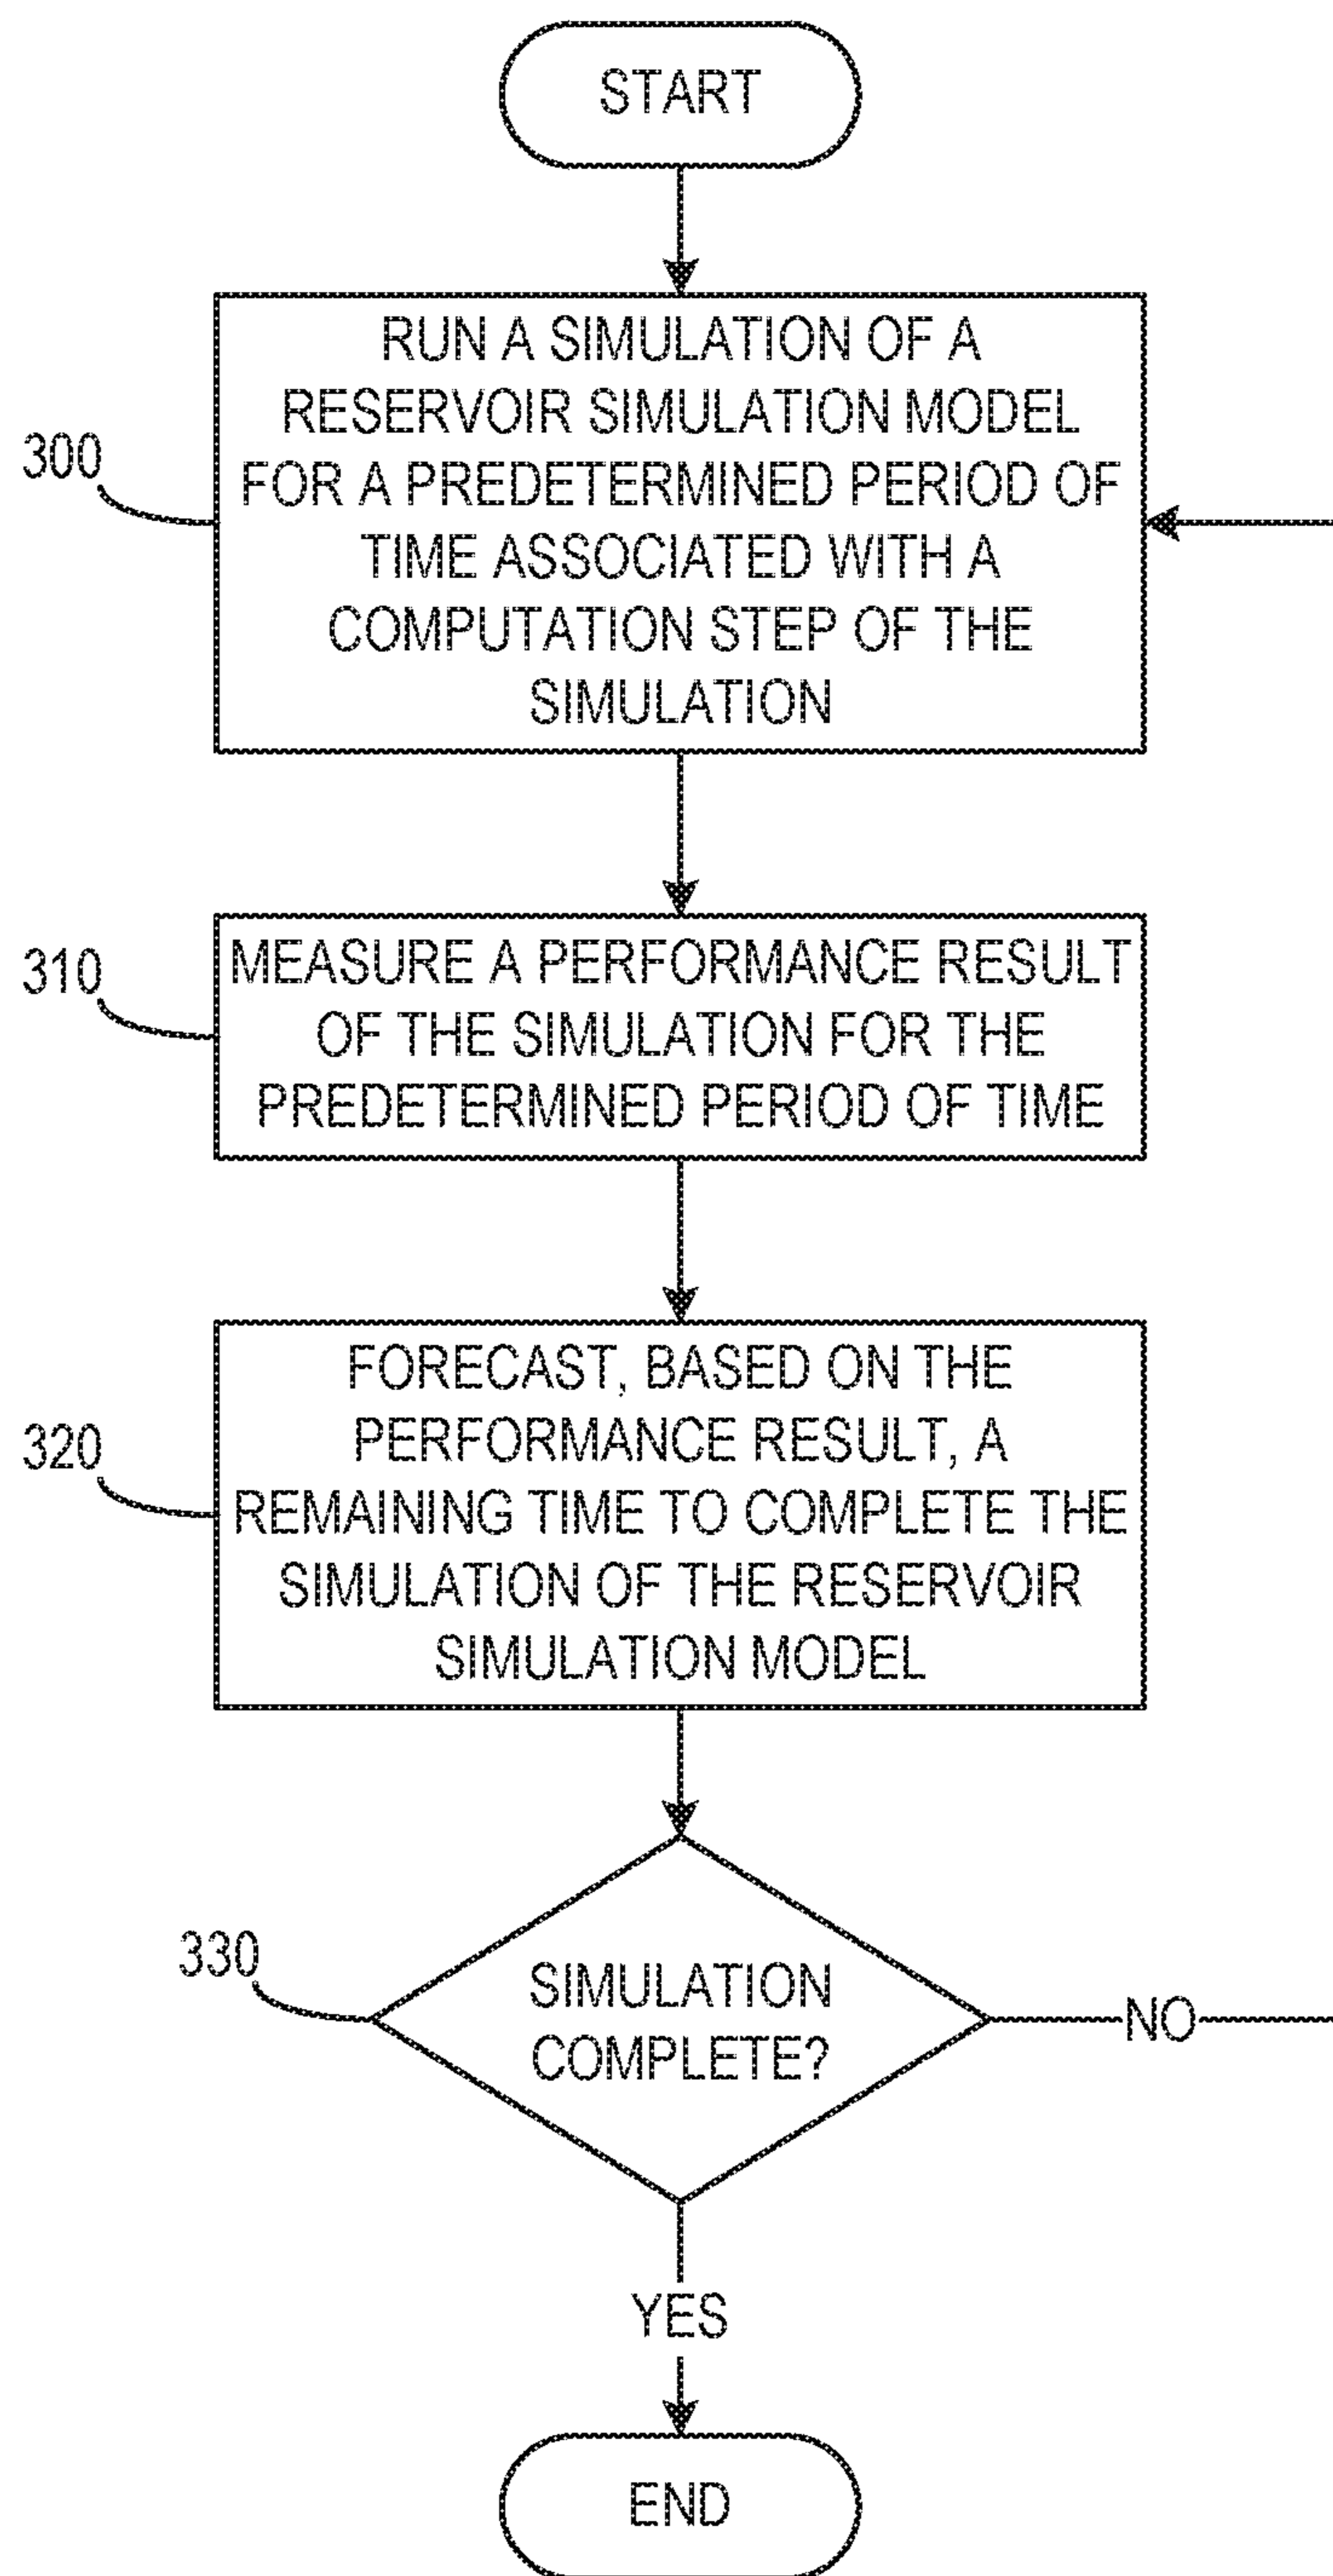 START
RUN A SIMULATION OF A
RESERVOIR SIMULATION MODEL
FOR A PREDETERMINED PERIOD OF
TIME ASSOCIATED WITH A
COMPUTATION STEP OF THE
SIMULATION
300
MEASURE A PERFORMANCE RESULT
OF THE SIMULATION FOR THE
PREDETERMINED PERIOD OF TIME
310
FORECAST, BASED ON THE
PERFORMANCE RESULT, A
REMAINING TIME TO COMPLETE THE
SIMULATION OF THE RESERVOIR
SIMULATION MODEL
320
SIMULATION
COMPLETE?
330
NO
YES
END